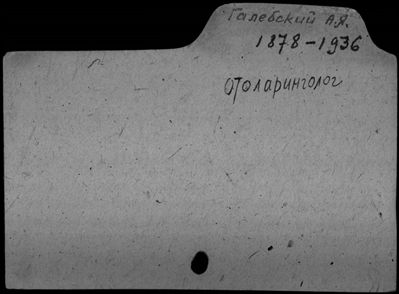 Галебский А.Я.
1878-1936
отоларинголог